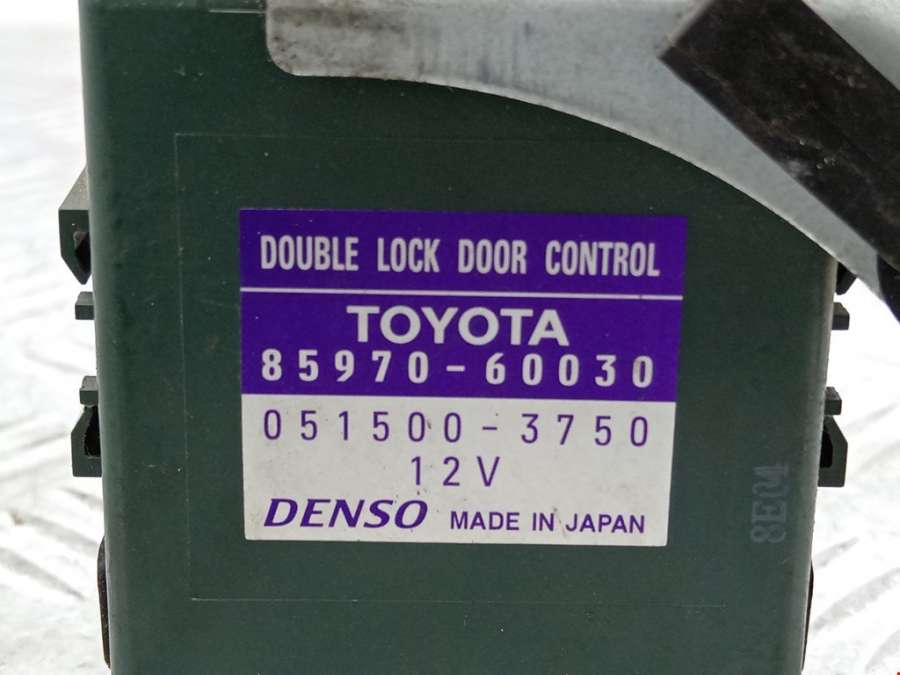 DOUBLE LOCK DOOR CONTROL
TOYOTA
85970-60030
051500-3750
12V
DENSO MADE IN JAPAN
8E04